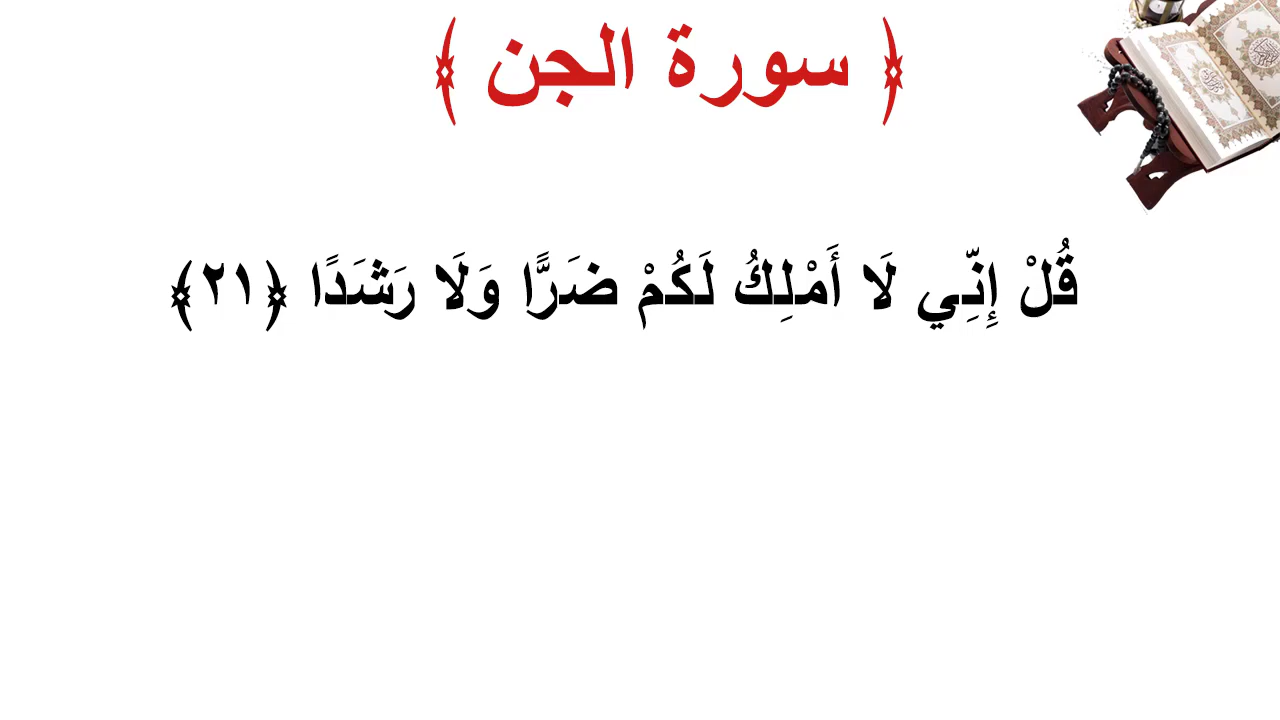 ﴿ سورة الجن ﴾
قُلْ إِنِّي لَا أَمْلِكُ لَكُمْ ضَرًّا وَلَا رَشَدًا ﴿٢١﴾